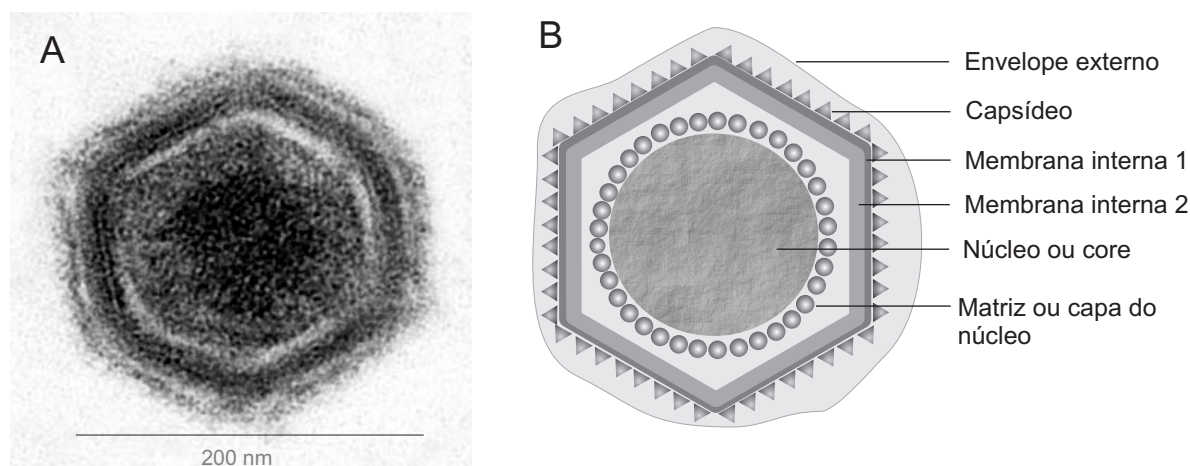 A
200 nm
B
Envelope externo
Capsídeo
Membrana interna 1
Membrana interna 2
Núcleo ou core
Matriz ou capa do
núcleo